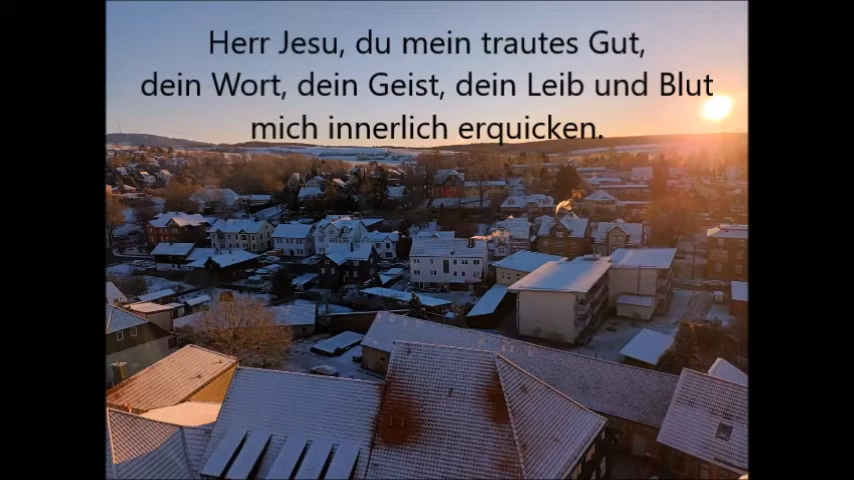 Herr Jesu, du mein trautes Gut,
dein Wort, dein Geist, dein Leib und Blut
mich innerlich erquicken.